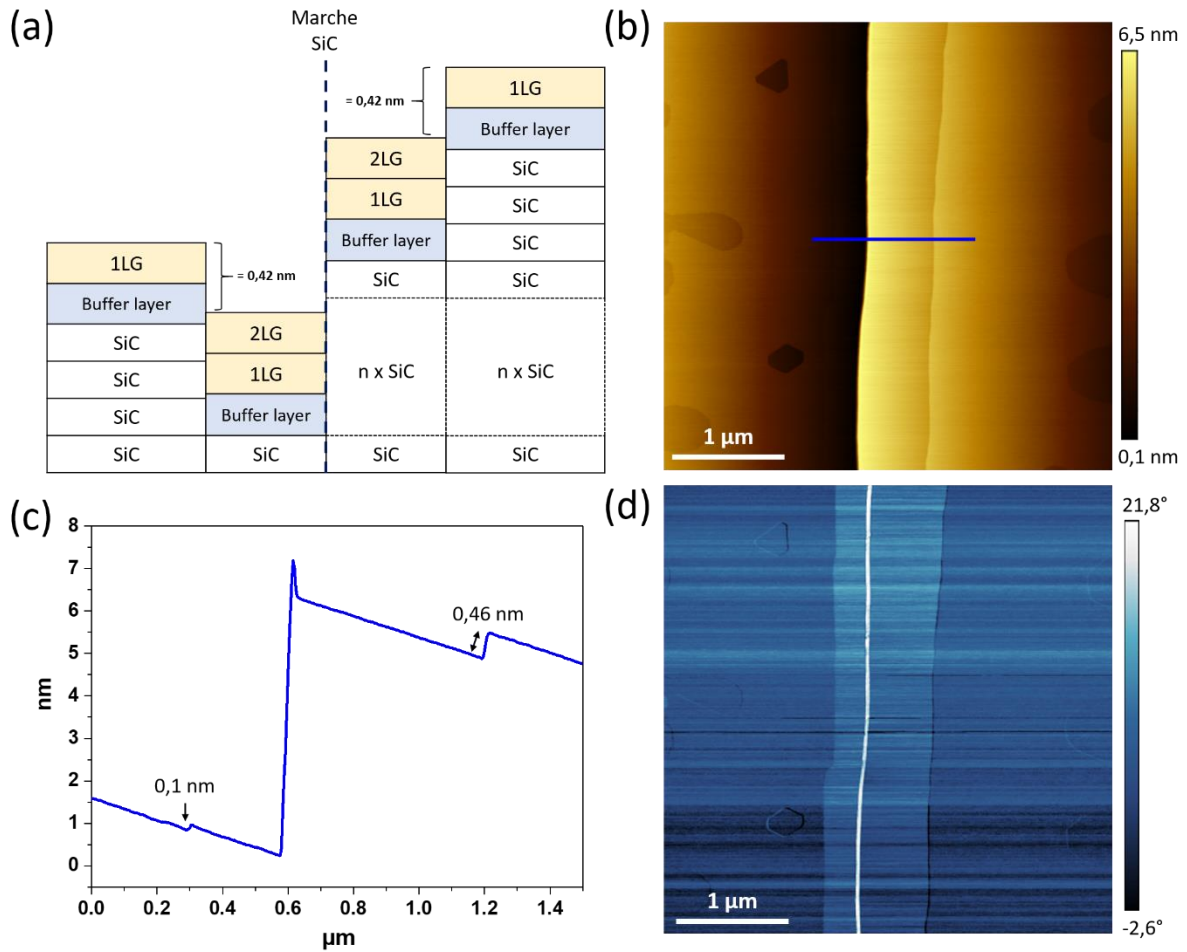 (a)
Marche
SiC
= 0,42 nm
1LG
Buffer layer
2LG
SiC
1LG
SiC
Buffer layer
SiC
1LG
= 0,42 nm
SiC
SiC
Buffer layer
SiC
2LG
SiC
1LG
n x SiC
n x SiC
SiC
Buffer layer
SiC
SiC
SiC
SiC
(b)
6,5 nm
1 µm
0,1 nm
(c)
8
7
6
5
4
3
2
1
0
nm
0,1 nm
0,46 nm
0.0
0.2
0.4
0.6
0.8
1.0
1.2
1.4
µm
(d)
21,8°
1 µm
-2,6°